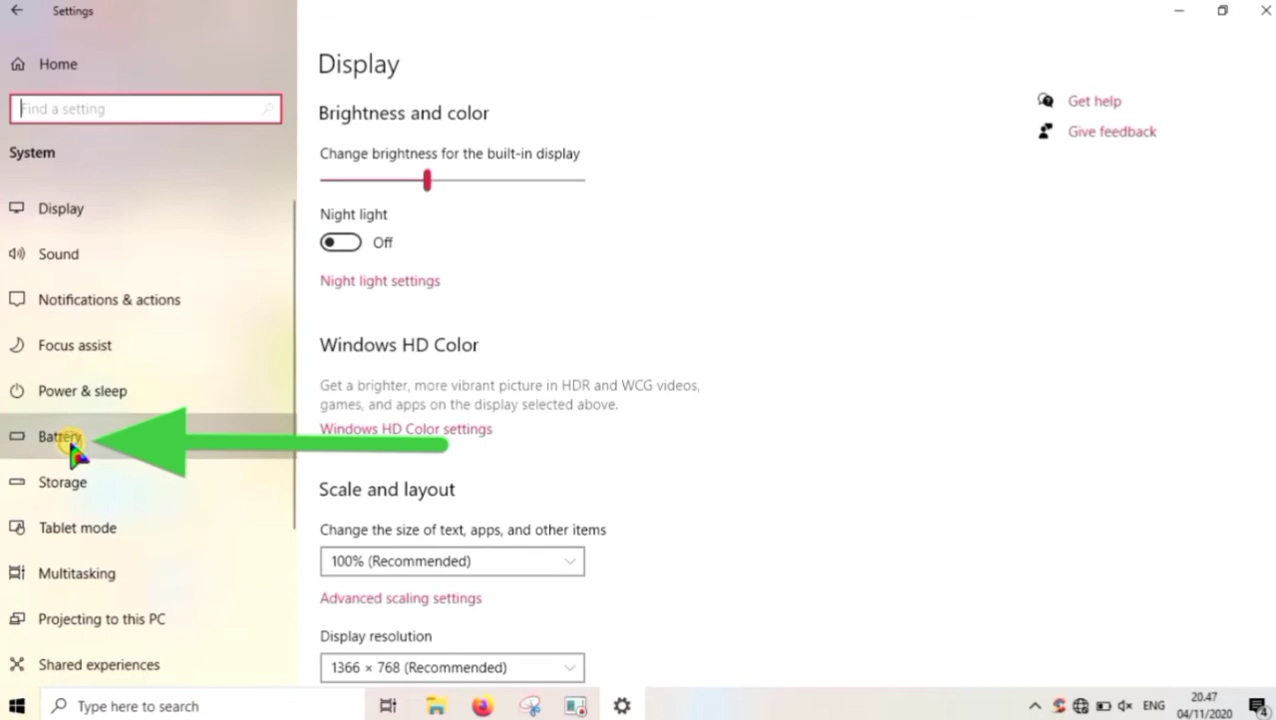 Settings
Home
Find a setting
System
Display
Sound
Notifications & actions
Focus assist
Power & sleep
Battery
Storage
Tablet mode
Multitasking
Projecting to this PC
Shared experiences
Display
Brightness and color
Change brightness for the built-in display
Night light
Off
Night light settings
Windows HD Color
Get a brighter, more vibrant picture in HDR and WCG videos,
games, and apps on the display selected above.
Windows HD Color settings
Scale and layout
Change the size of text, apps, and other items
100% (Recommended)
Advanced scaling settings
Display resolution
1366 × 768 (Recommended)
Get help
Give feedback
Type here to search
ENG
20.47
04/11/2020
4